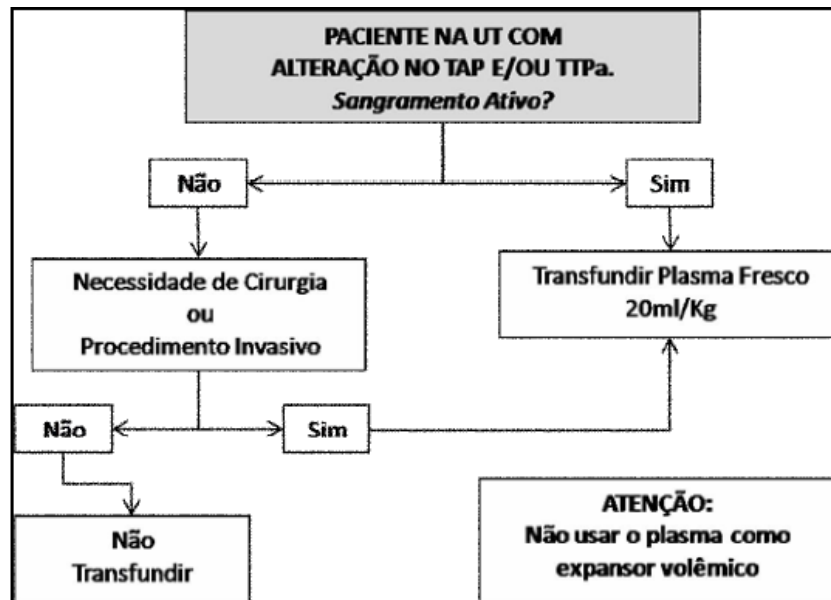 PACIENTE NA UT COM
ALTERAÇÃO NO TAP E/OU TTPa.
Sangramento Ativo?
Não
Sim
Necessidade de Cirurgia
ou
Procedimento Invasivo
Transfundir Plasma Fresco
20ml/Kg
Não
Sim
Não
Transfundir
ATENÇÃO:
Não usar o plasma como
expansor volêmico